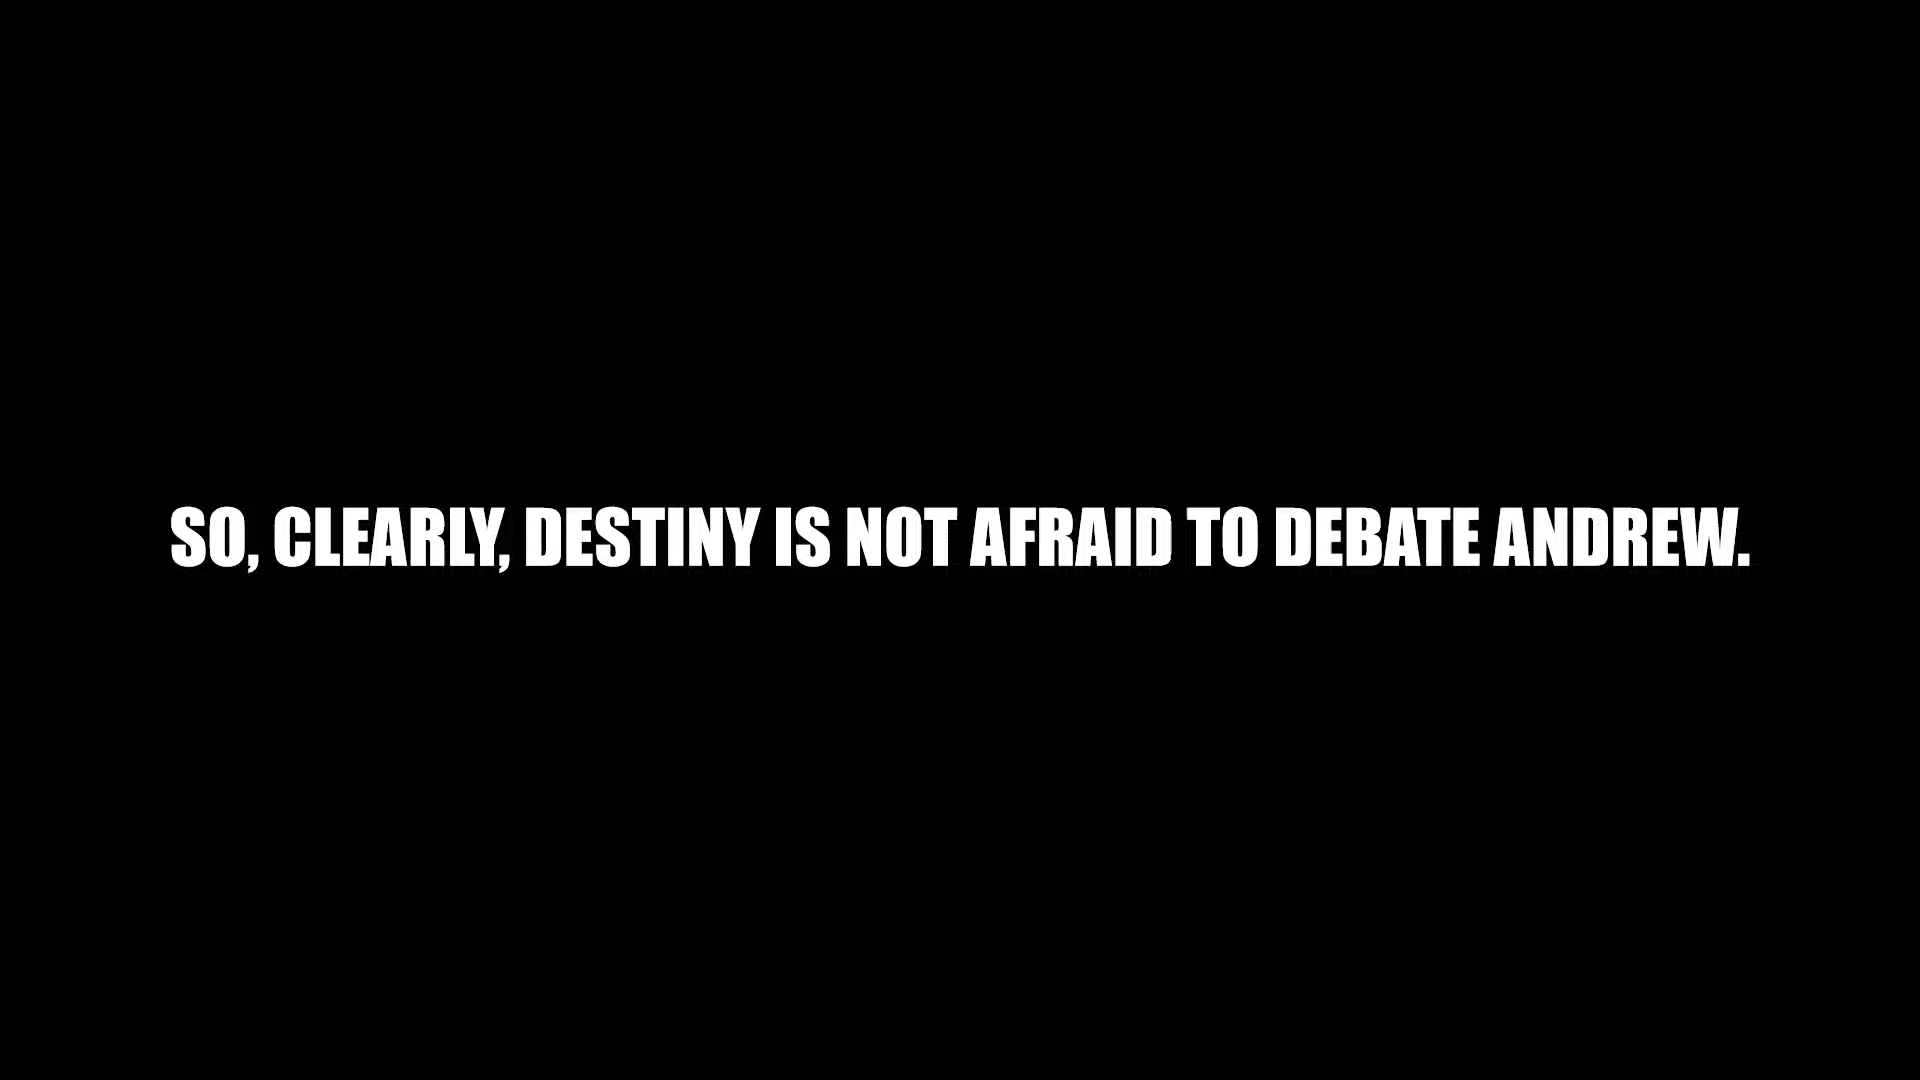 SO, CLEARLY, DESTINY IS NOT AFRAID TO DEBATE ANDREW.